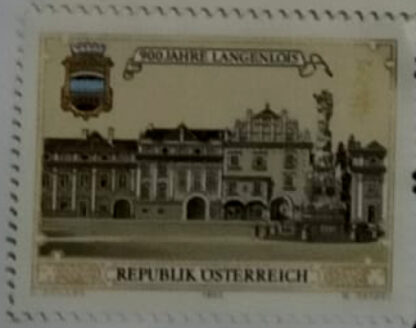 900 JAHRE LANGENLOIS
REPUBLIK ÖSTERREICH